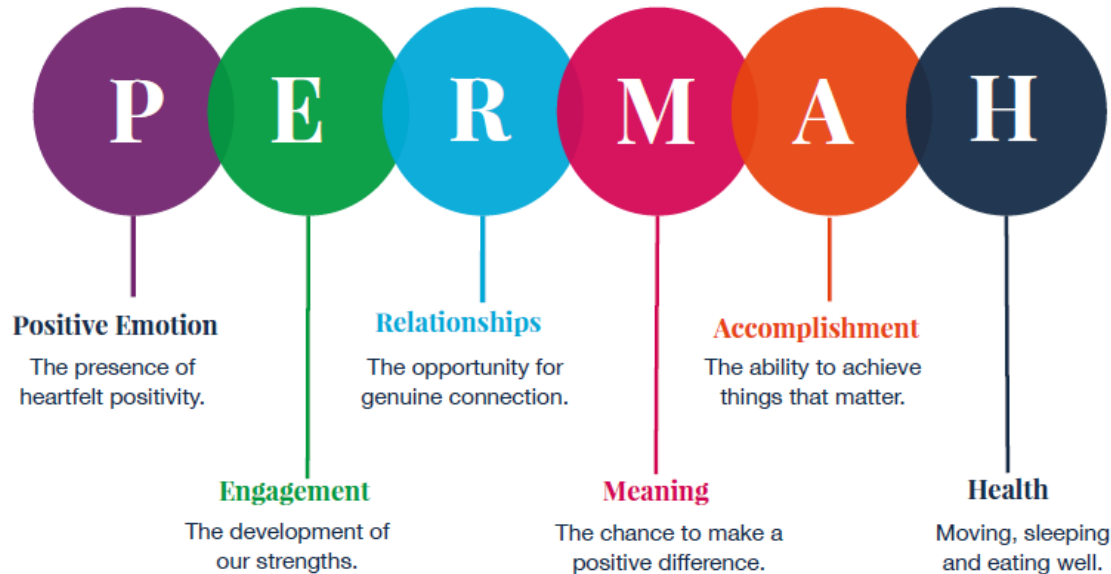 P E R M A H
Positive Emotion
The presence of
heartfelt positivity.
Engagement
The development of
our strengths.
Relationships
The opportunity for
genuine connection.
Meaning
The chance to make a
positive difference.
Accomplishment
The ability to achieve
things that matter.
Health
Moving, sleeping
and eating well.